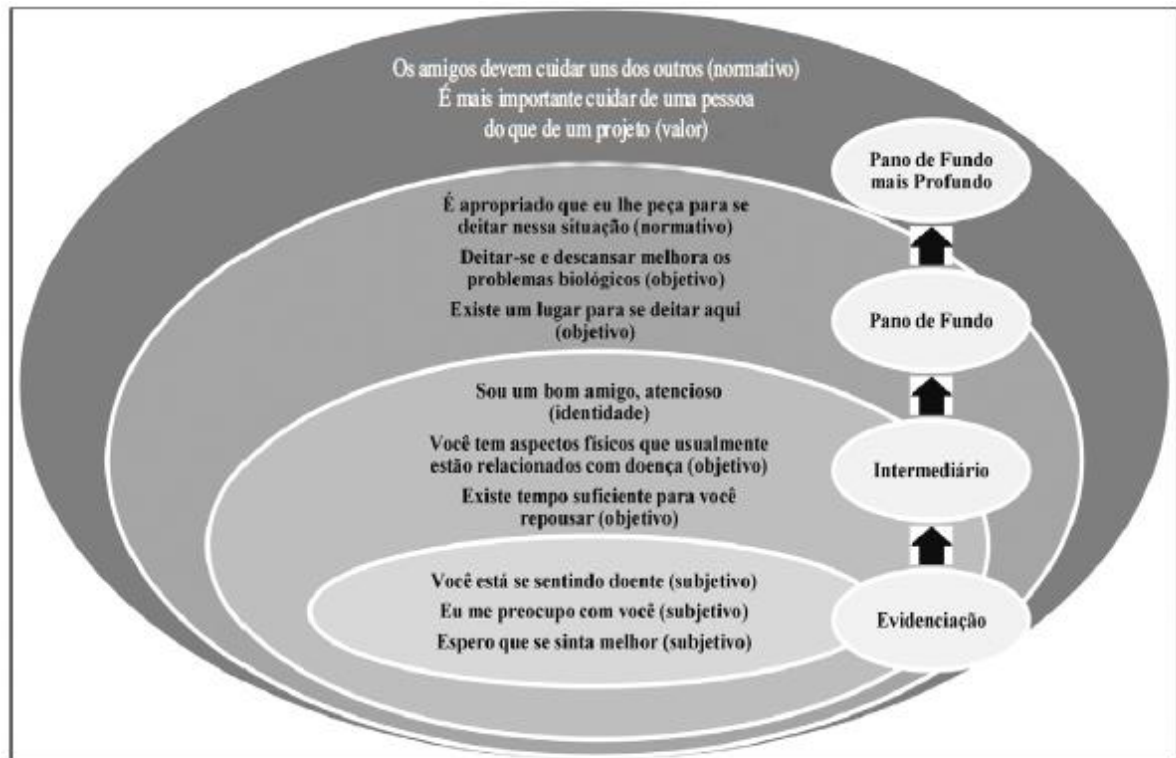 Os amigos devem cuidar uns dos outros (normativo)
É mais importante cuidar de uma pessoa
do que de um projeto (valor)
Pano de Fundo
mais Profundo
É apropriado que eu lhe peça para se
deitar nessa situação (normativo)
Deitar-se e descansar melhora os
problemas biológicos (objetivo)
Existe um lugar para se deitar aqui
(objetivo)
Pano de Fundo
Sou um bom amigo, atencioso
(identidade)
Você tem aspectos físicos que usualmente
estão relacionados com doença (objetivo)
Existe tempo suficiente para você
repousar (objetivo)
Intermediário
Você está se sentindo doente (subjetivo)
Eu me preocupo com você (subjetivo)
Espero que se sinta melhor (subjetivo)
Evidenciação